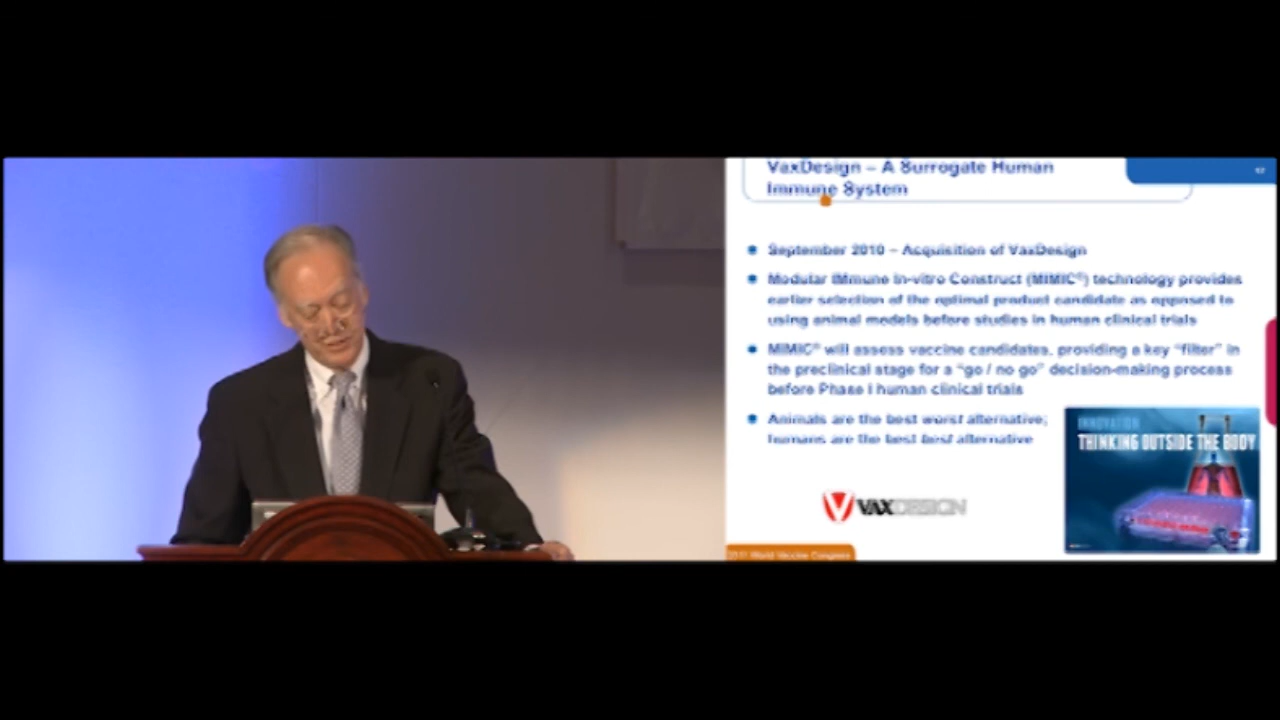 VaxDesign – A Surrogate Human
Immune System
September 2010 – Acquisition of VaxDesign
Modular IMmune In-vitro Construct (MIMIC®) technology provides
earlier selection of the optimal product candidate as opposed to
using animal models before studies in human clinical trials
MIMIC® will assess vaccine candidates, providing a key “filter” in
the preclinical stage for a “go / no go” decision-making process
before Phase I human clinical trials
Animals are the best worst alternative;
humans are the best best alternative
INNOVATION
THINKING OUTSIDE THE BODY
VAXDESIGN
2011 World Vaccine Congress